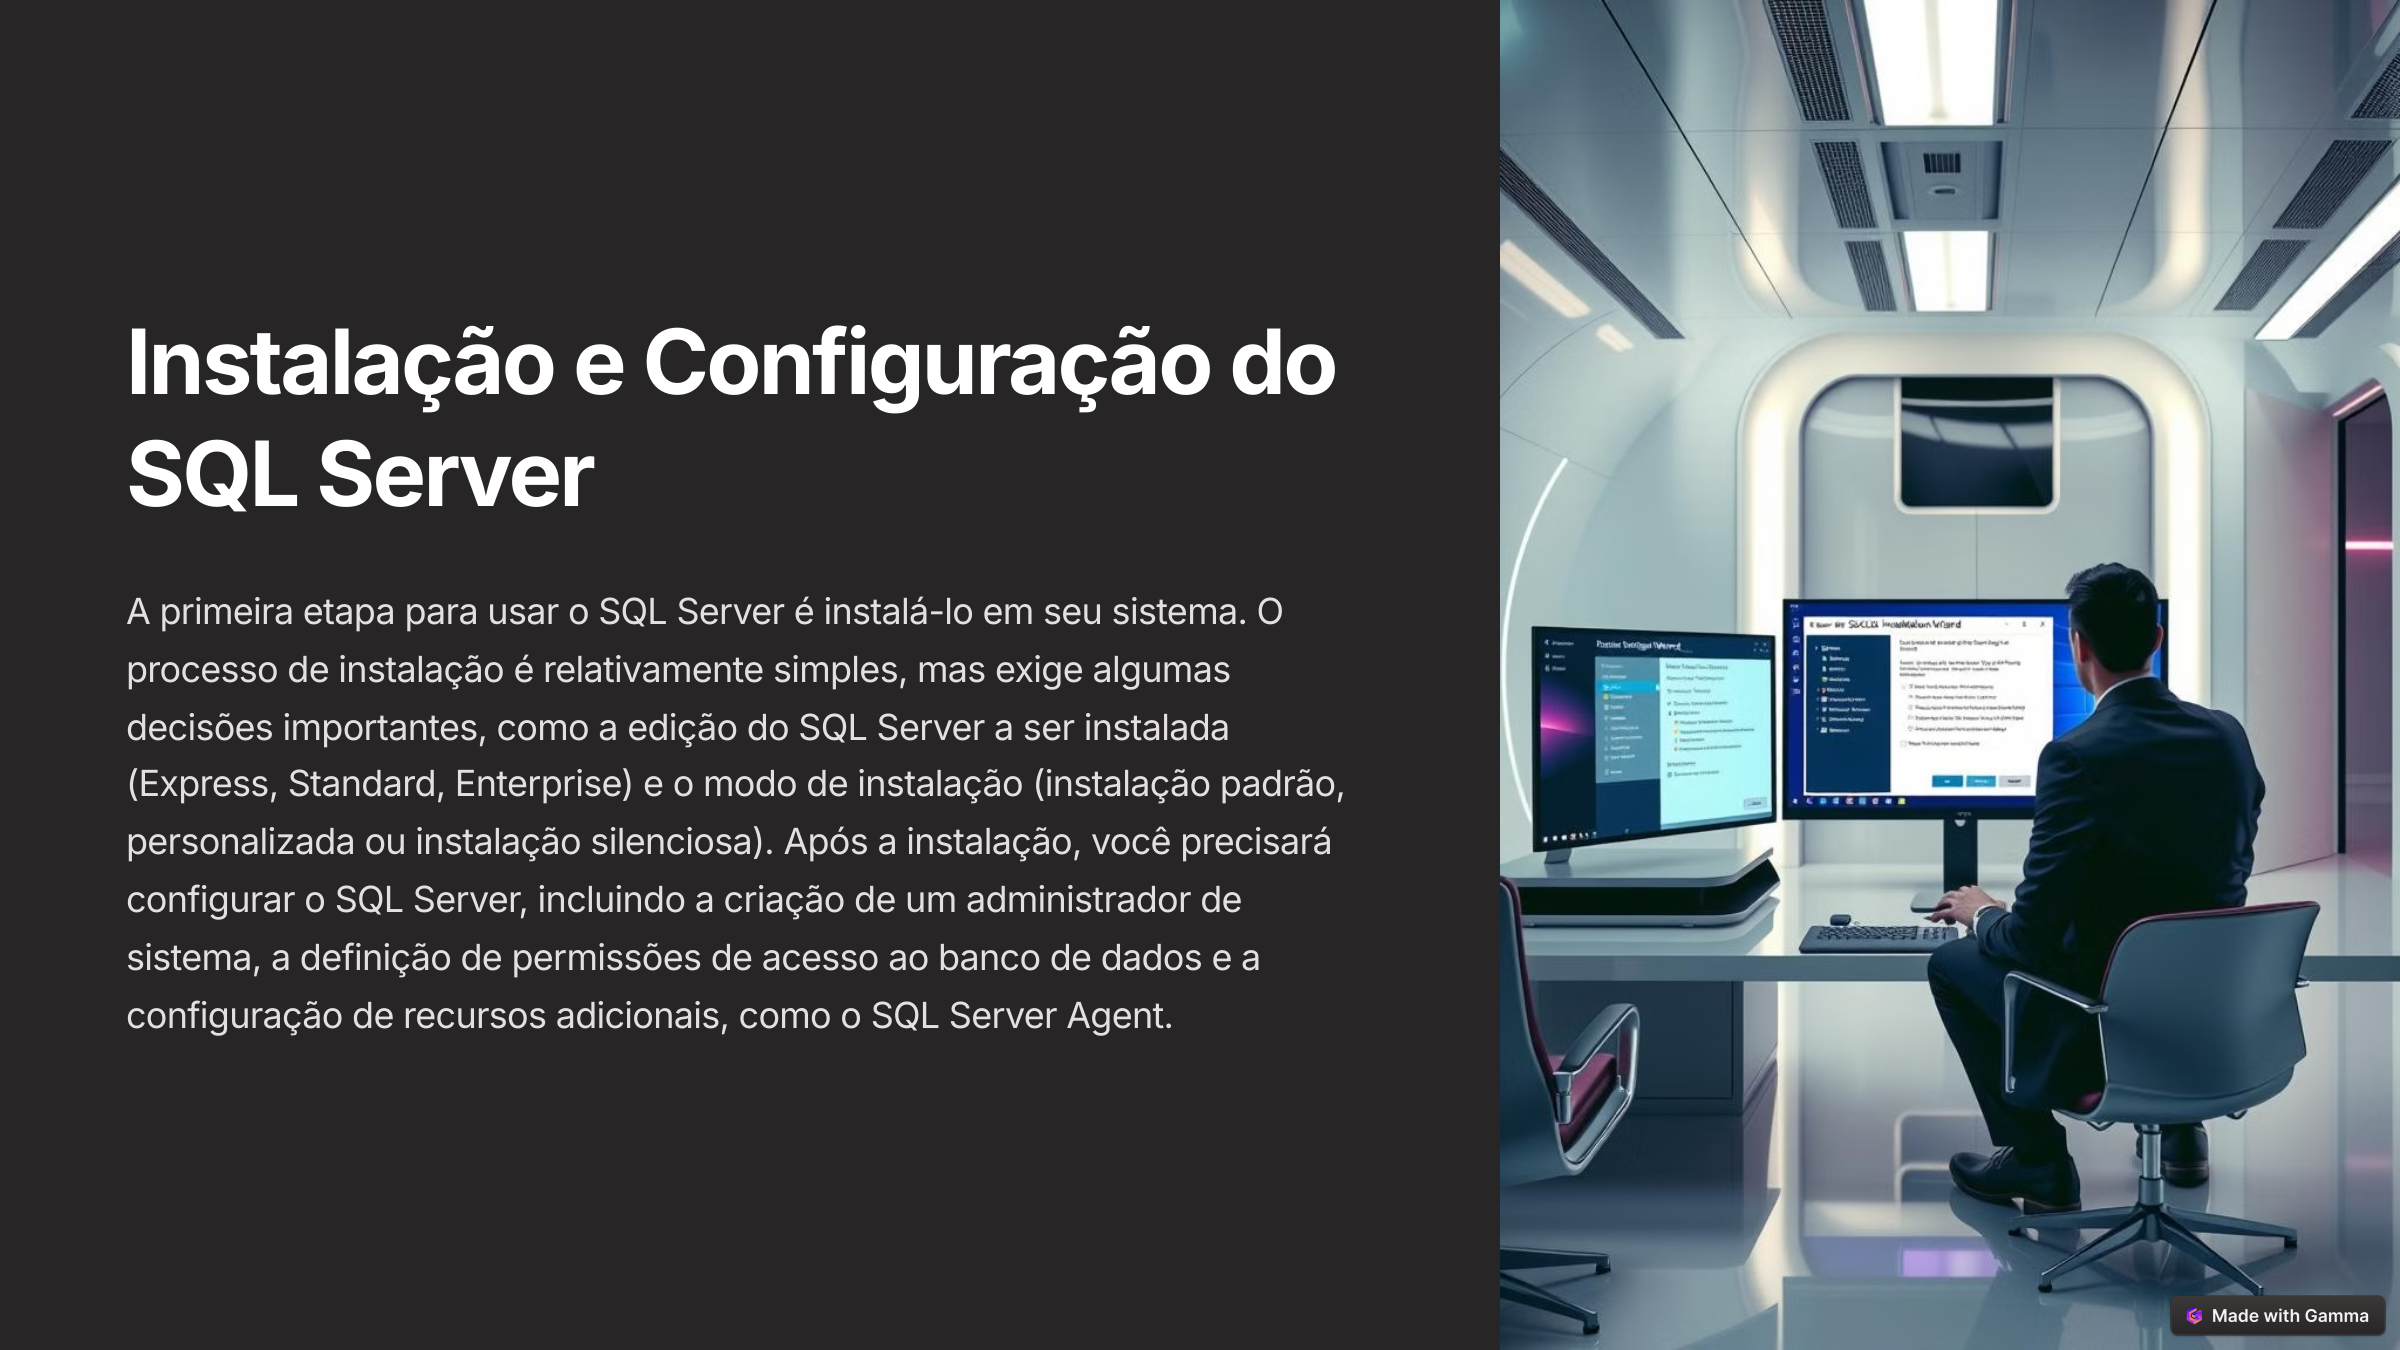 Instalação e Configuração do
SQL Server
A primeira etapa para usar o SQL Server é instalá-lo em seu sistema. O
processo de instalação é relativamente simples, mas exige algumas
decisões importantes, como a edição do SQL Server a ser instalada
(Express, Standard, Enterprise) e o modo de instalação (instalação padrão,
personalizada ou instalação silenciosa). Após a instalação, você precisará
configurar o SQL Server, incluindo a criação de um administrador de
sistema, a definição de permissões de acesso ao banco de dados e a
configuração de recursos adicionais, como o SQL Server Agent.
Made with Gamma